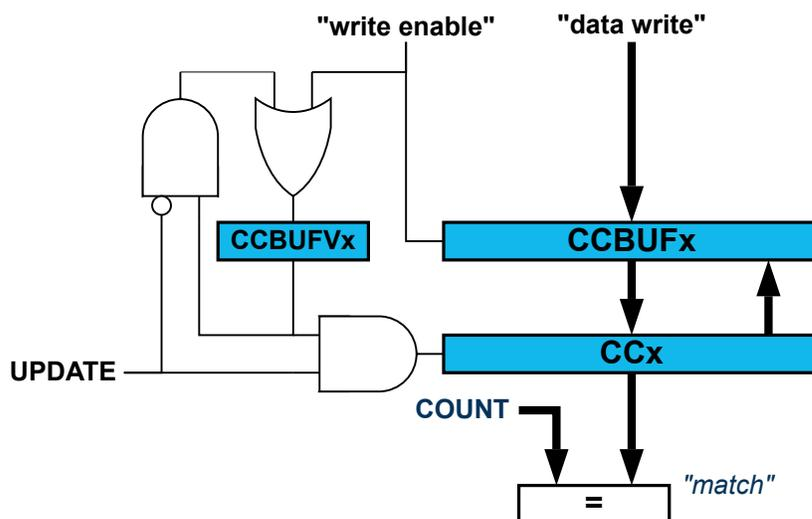 "write enable"
"data write"
CCBUFVx
CCBUFx
CCx
UPDATE
COUNT
"match"
=